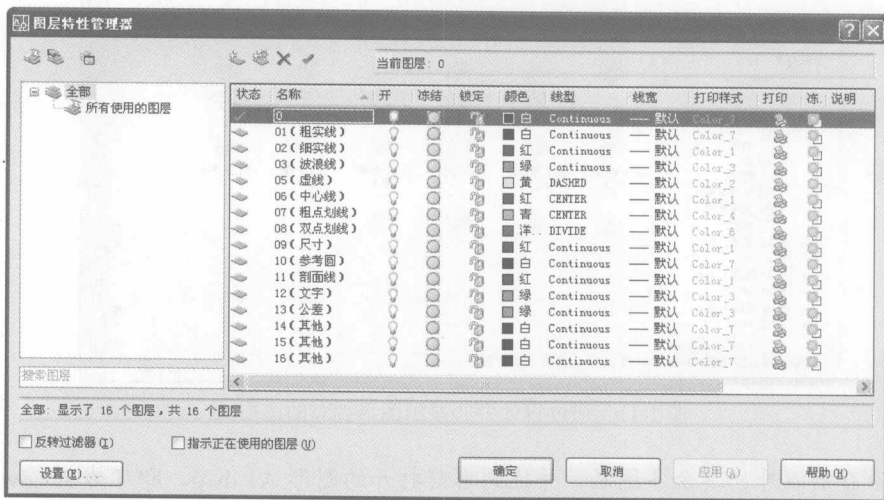 图层特性管理器
当前图层: 0
全部
所有使用的图层
状态 名称 开 冻结 锁定 颜色 线型 线宽 打印样式 打印 冻. 说明
0 白 Continuous —— 默认 Color_7
01(粗实线) 白 Continuous —— 默认 Color_7
02(细实线) 红 Continuous —— 默认 Color_1
03(波浪线) 绿 Continuous —— 默认 Color_3
05(虚线) 黄 DASHED —— 默认 Color_2
06(中心线) 红 CENTER —— 默认 Color_1
07(粗点划线) 青 CENTER —— 默认 Color_4
08(双点划线) 洋.. DIVIDE —— 默认 Color_6
09(尺寸) 红 Continuous —— 默认 Color_1
10(参考圆) 白 Continuous —— 默认 Color_7
11(剖面线) 红 Continuous —— 默认 Color_1
12(文字) 绿 Continuous —— 默认 Color_3
13(公差) 绿 Continuous —— 默认 Color_3
14(其他) 白 Continuous —— 默认 Color_7
15(其他) 白 Continuous —— 默认 Color_7
16(其他) 白 Continuous —— 默认 Color_7
搜索图层
全部: 显示了 16 个图层,共 16 个图层
反转过滤器(I) 指示正在使用的图层(U)
设置(E)... 确定 取消 应用(A) 帮助(H)